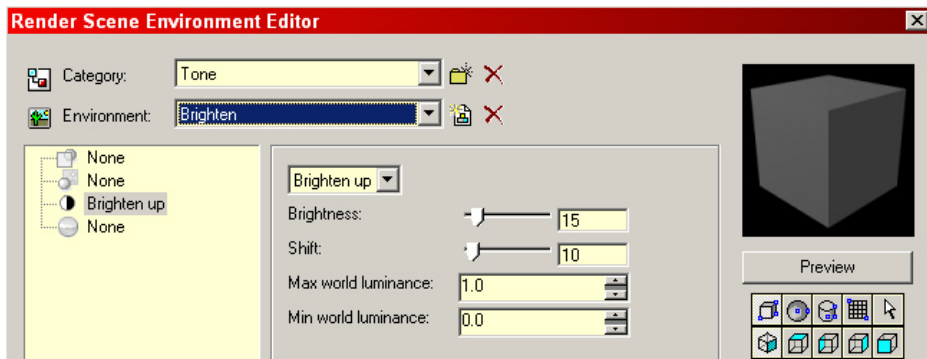 Render Scene Environment Editor
Category: Tone
Environment: Brighten
None
None
Brighten up
None
Brighten up
Brightness: 15
Shift: 10
Max world luminance: 1.0
Min world luminance: 0.0
Preview